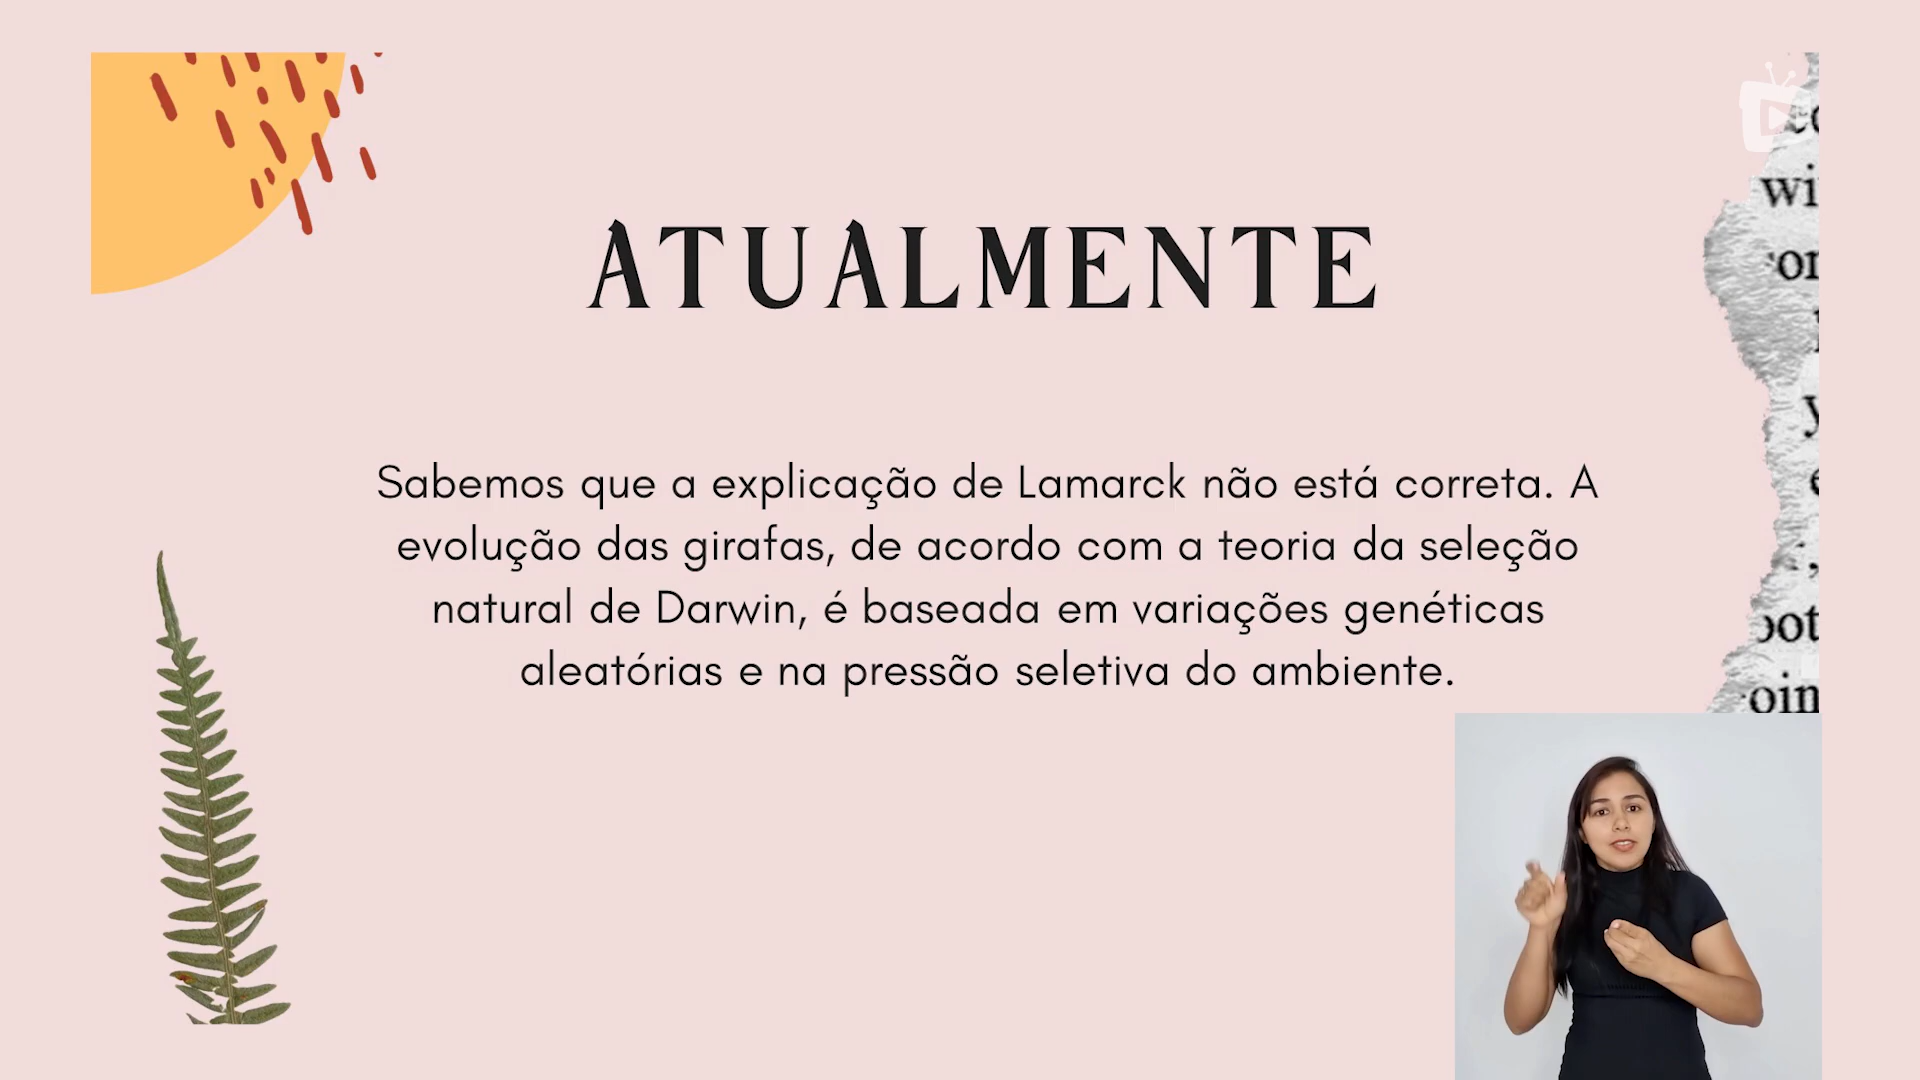 ATUALMENTE
Sabemos que a explicação de Lamarck não está correta. A
evolução das girafas, de acordo com a teoria da seleção
natural de Darwin, é baseada em variações genéticas
aleatórias e na pressão seletiva do ambiente.
wi